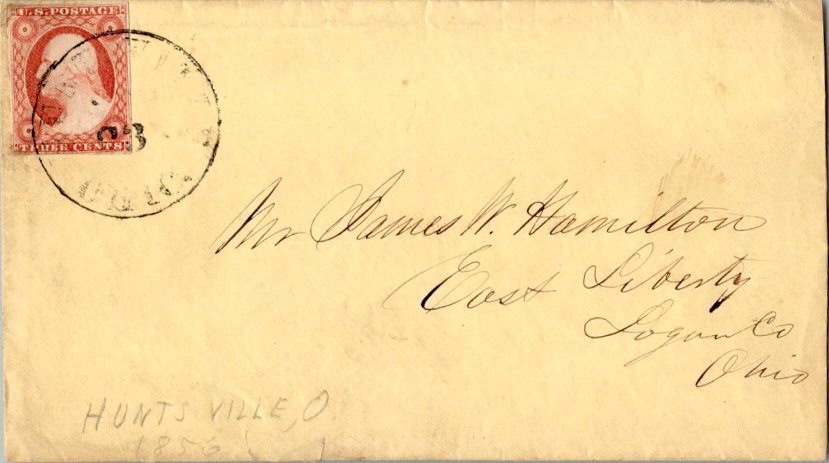 U.S. POSTAGE
THREE CENTS
23
OHIO
Mr James W. Hamilton
East Liberty
Logan Co
Ohio
HUNTSVILLE, O
1856